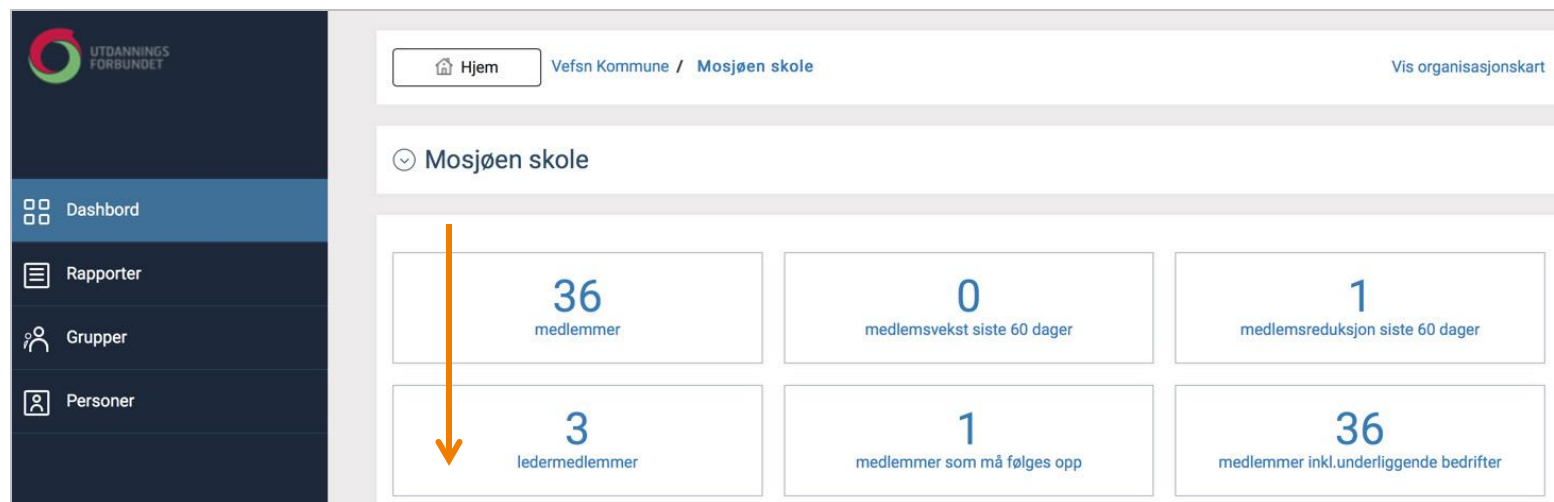 UTDANNINGS
FORBUNDET
Dashbord
Rapporter
Grupper
Personer
Hjem
Vefsn Kommune / Mosjøen skole
Vis organisasjonskart
Mosjøen skole
36
medlemmer
0
medlemsvekst siste 60 dager
1
medlemsreduksjon siste 60 dager
3
ledermedlemmer
1
medlemmer som må følges opp
36
medlemmer inkl.underliggende bedrifter